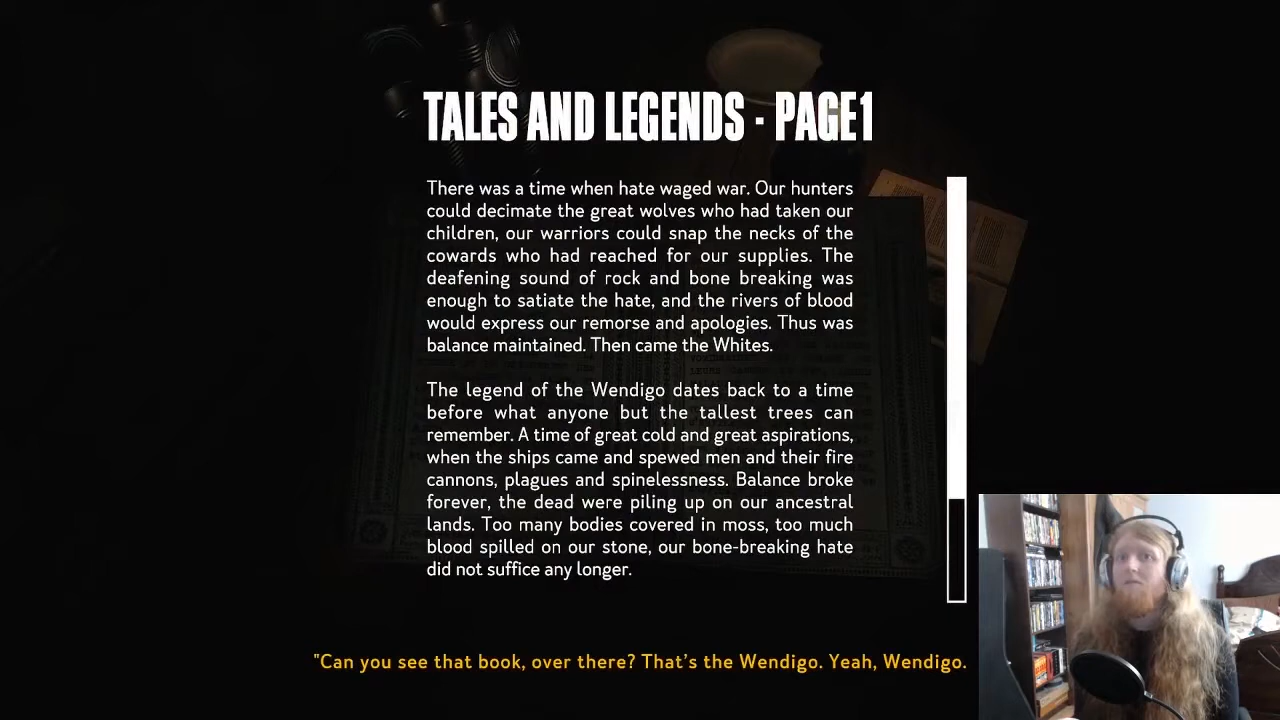 TALES AND LEGENDS - PAGE1
There was a time when hate waged war. Our hunters
could decimate the great wolves who had taken our
children, our warriors could snap the necks of the
cowards who had reached for our supplies. The
deafening sound of rock and bone breaking was
enough to satiate the hate, and the rivers of blood
would express our remorse and apologies. Thus was
balance maintained. Then came the Whites.
The legend of the Wendigo dates back to a time
before what anyone but the tallest trees can
remember. A time of great cold and great aspirations,
when the ships came and spewed men and their fire
cannons, plagues and spinelessness. Balance broke
forever, the dead were piling up on our ancestral
lands. Too many bodies covered in moss, too much
blood spilled on our stone, our bone-breaking hate
did not suffice any longer.
"Can you see that book, over there? That's the Wendigo. Yeah, Wendigo.